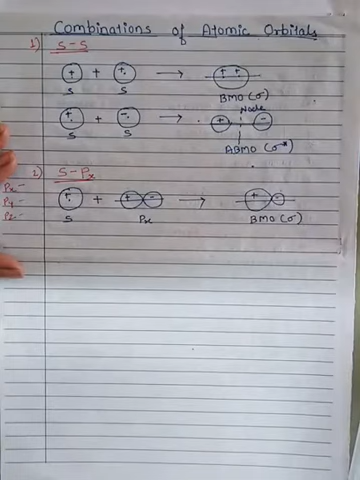 Combinations of Atomic Orbitals
1) S-S
+ + + → + +
S S BMO (σ)
Node
+ + - → + -
S S ABMO (σ*)
2) S-Px
Px-
Py-
Pz-
+ + + - → + -
S Px BMO (σ)